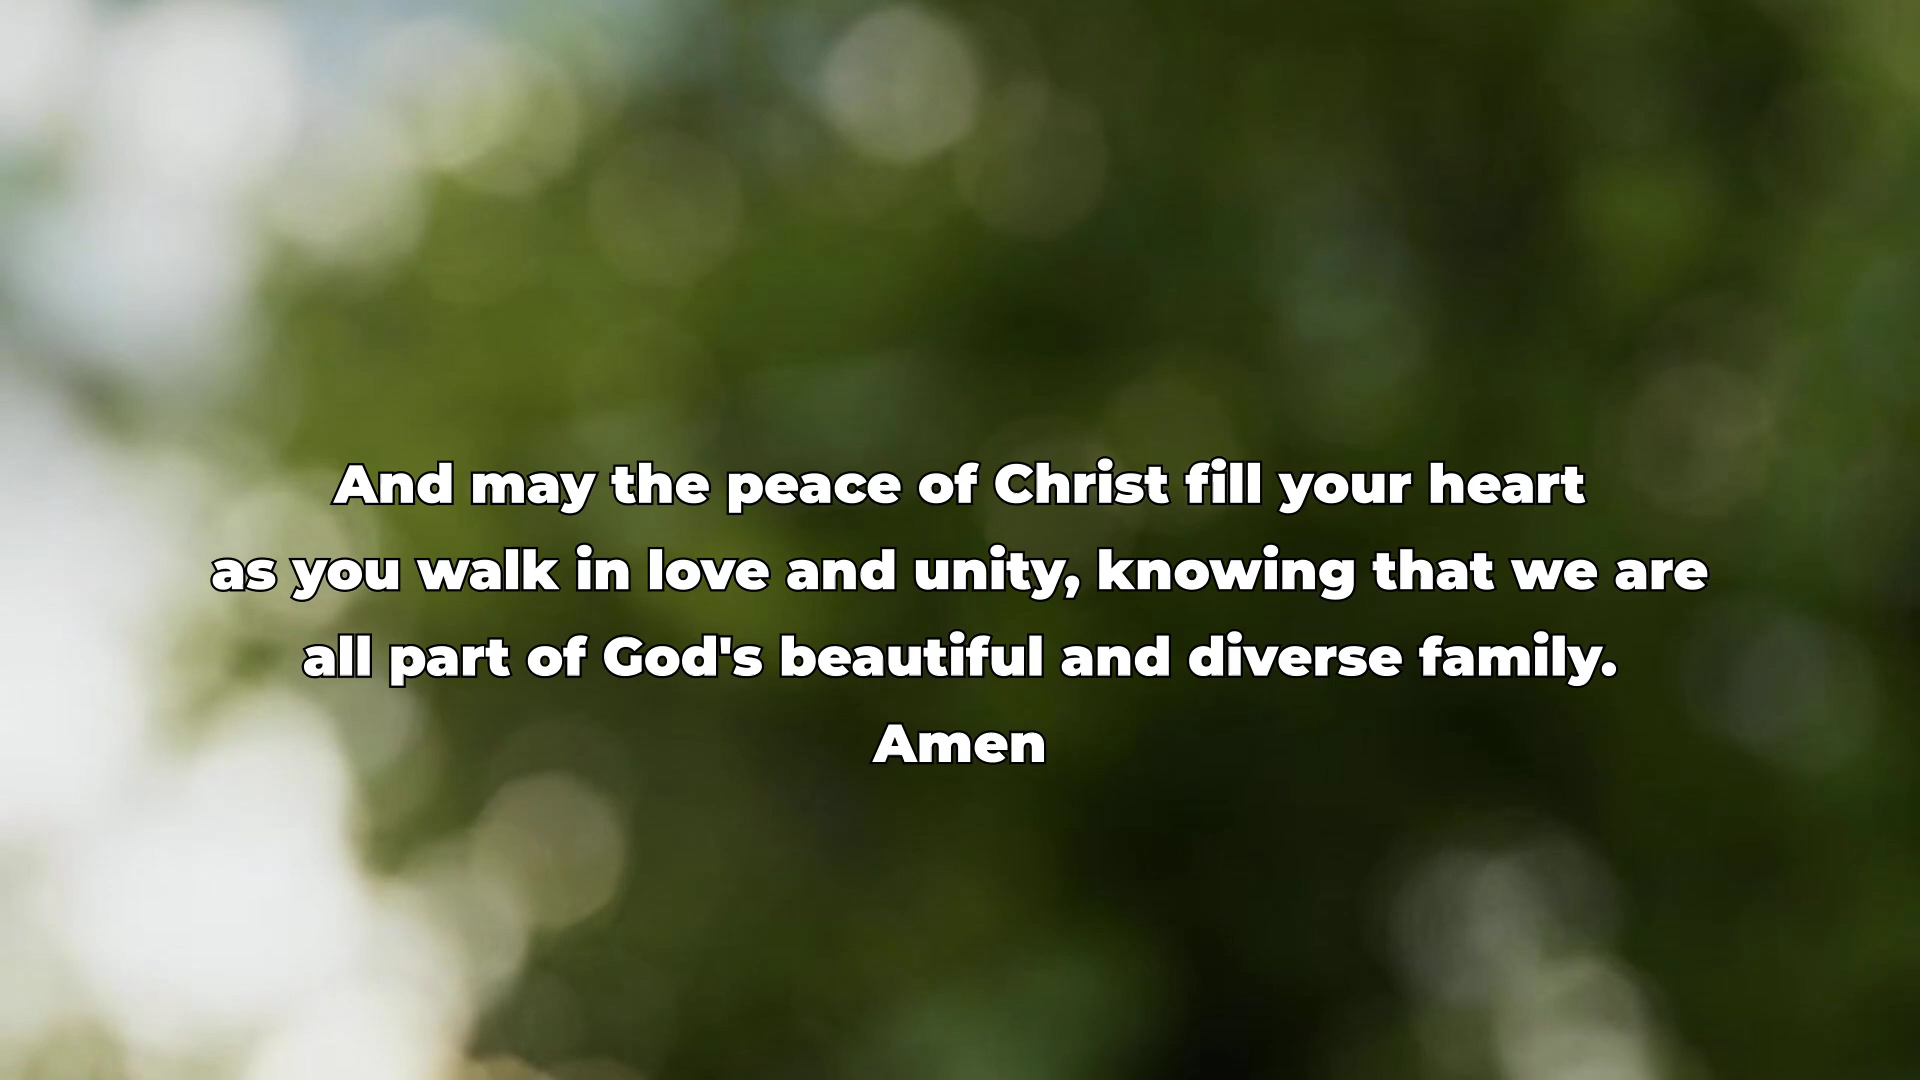 And may the peace of Christ fill your heart
as you walk in love and unity, knowing that we are
all part of God's beautiful and diverse family.
Amen